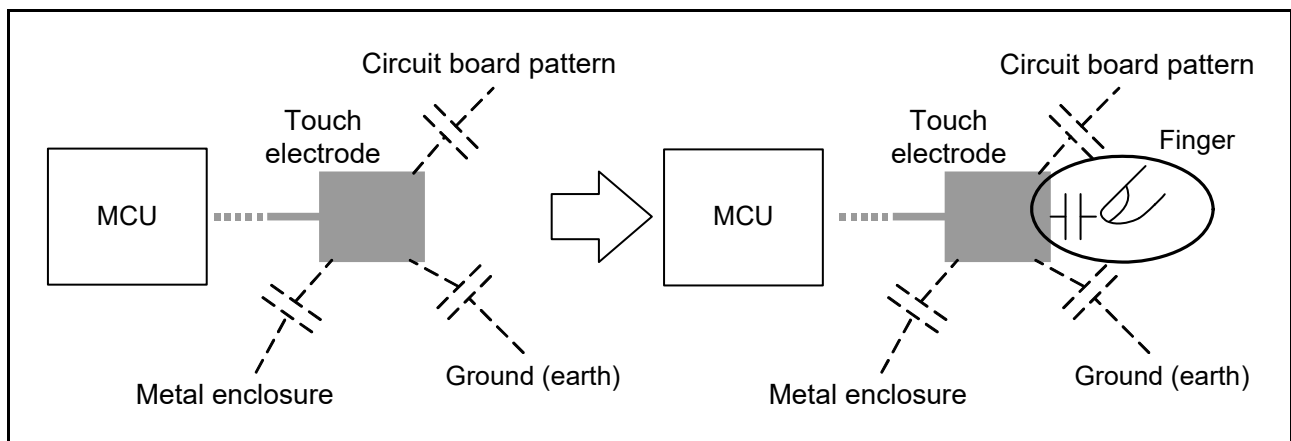 Circuit board pattern
Touch
electrode
MCU
Metal enclosure
Ground (earth)
Circuit board pattern
Touch
electrode
Finger
MCU
Metal enclosure
Ground (earth)